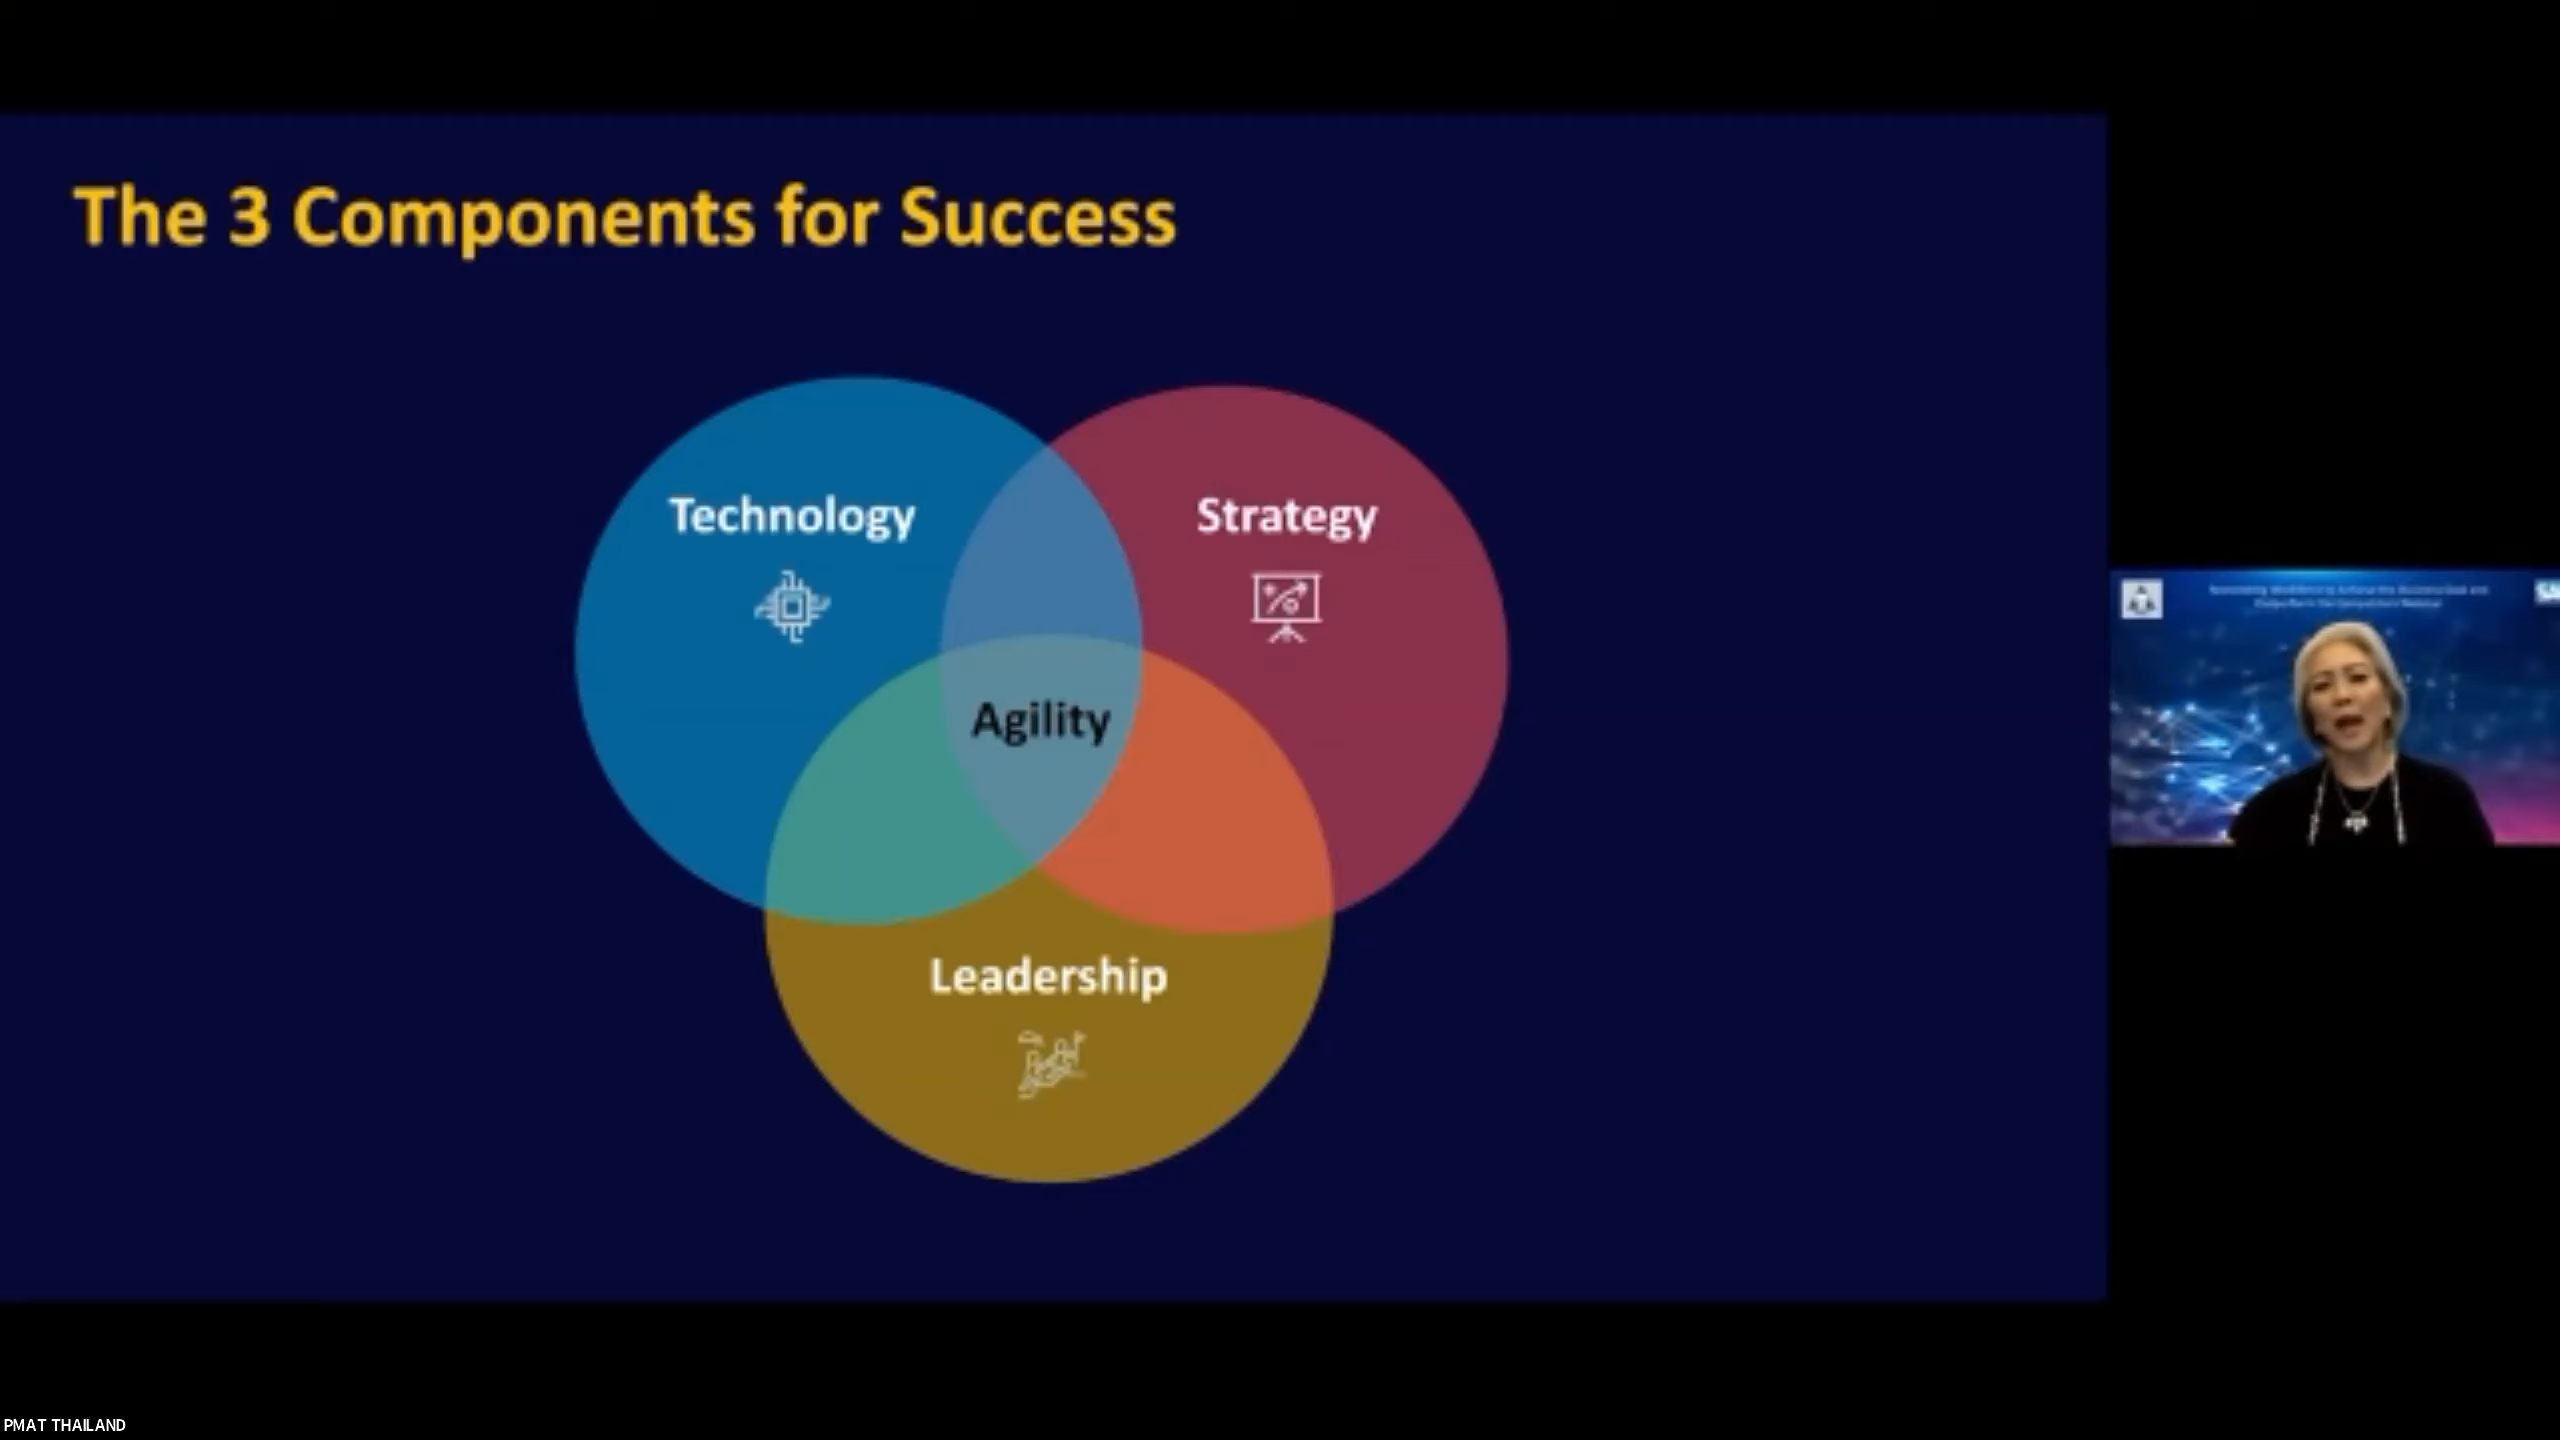 The 3 Components for Success
Technology
Strategy
Agility
Leadership
PMAT THAILAND